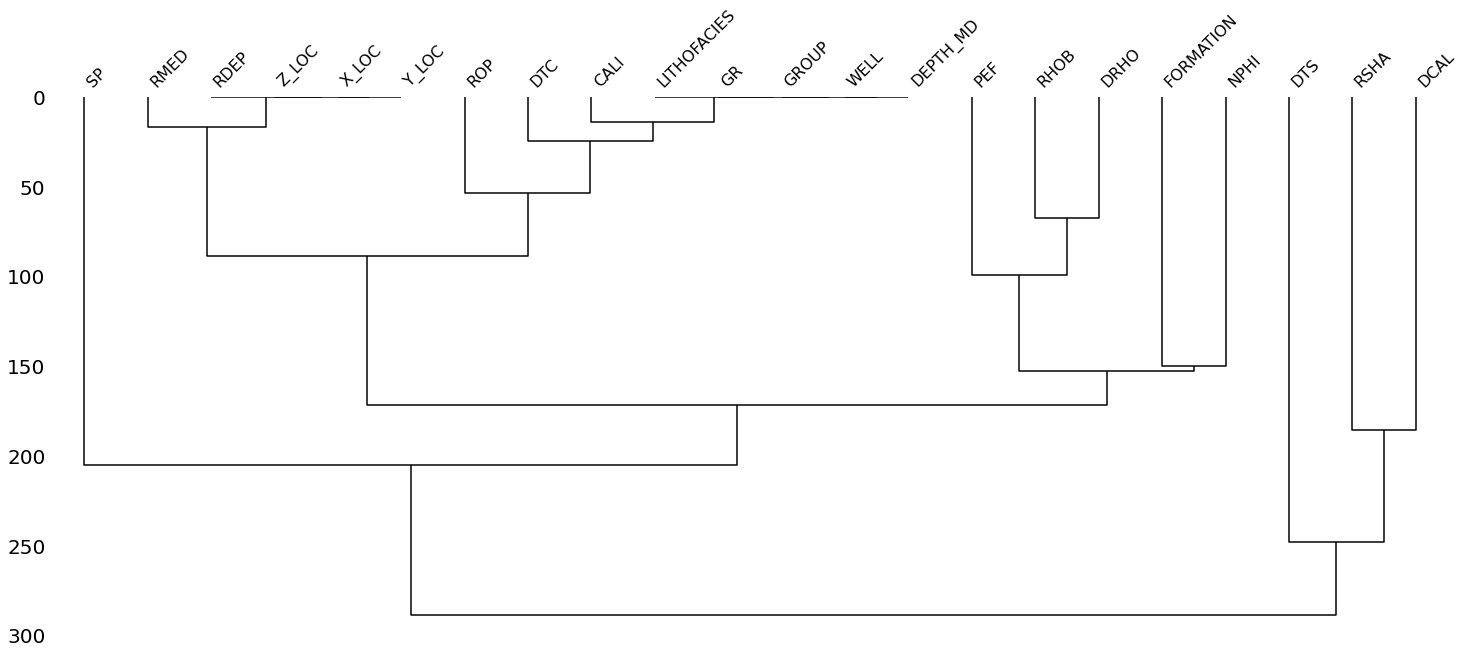 SP
RMED
RDEP
Z_LOC
X_LOC
Y_LOC
ROP
DTC
CALI
LITHOFACIES
GR
GROUP
WELL
DEPTH_MD
PEF
RHOB
DRHO
FORMATION
NPHI
DTS
RSHA
DCAL
0
50
100
150
200
250
300